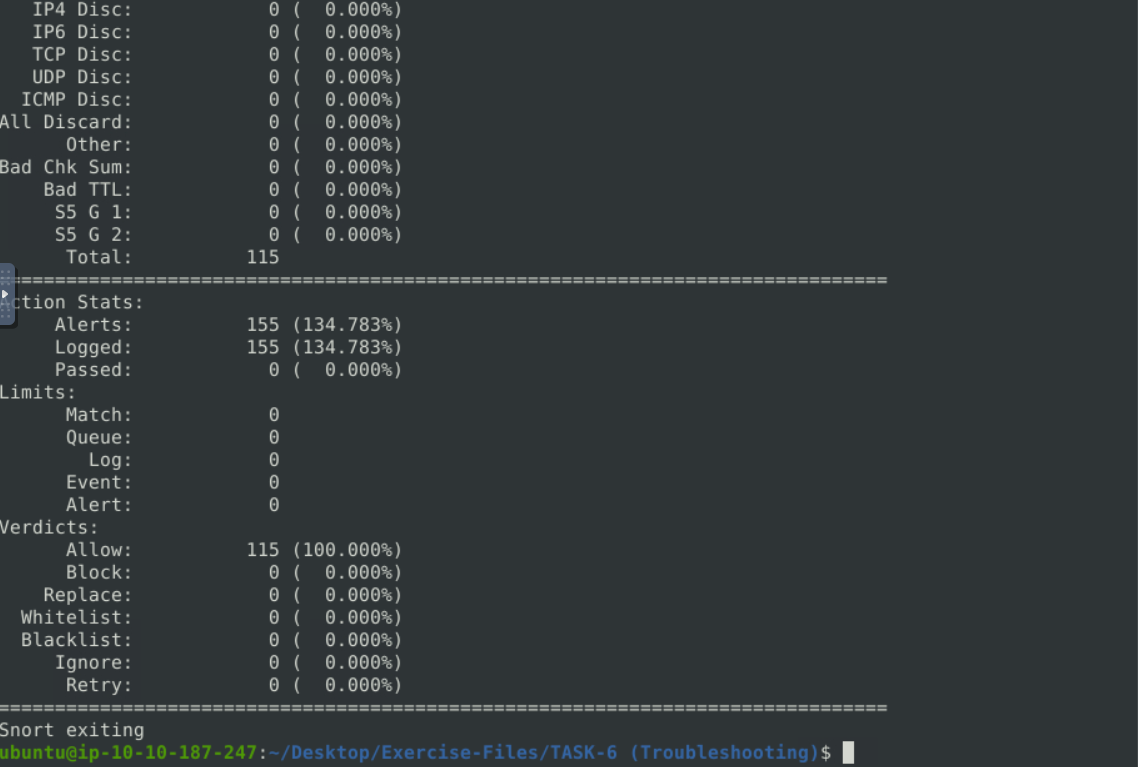 IP4 Disc:            0 (  0.000%)
IP6 Disc:            0 (  0.000%)
TCP Disc:            0 (  0.000%)
UDP Disc:            0 (  0.000%)
ICMP Disc:            0 (  0.000%)
All Discard:            0 (  0.000%)
Other:            0 (  0.000%)
Bad Chk Sum:            0 (  0.000%)
Bad TTL:            0 (  0.000%)
S5 G 1:            0 (  0.000%)
S5 G 2:            0 (  0.000%)
Total:          115
===============================================================================
ction Stats:
Alerts:          155 (134.783%)
Logged:          155 (134.783%)
Passed:            0 (  0.000%)
Limits:
Match:            0
Queue:            0
Log:            0
Event:            0
Alert:            0
Verdicts:
Allow:          115 (100.000%)
Block:            0 (  0.000%)
Replace:            0 (  0.000%)
Whitelist:            0 (  0.000%)
Blacklist:            0 (  0.000%)
Ignore:            0 (  0.000%)
Retry:            0 (  0.000%)
===============================================================================
Snort exiting
ubuntu@ip-10-10-187-247:~/Desktop/Exercise-Files/TASK-6 (Troubleshooting)$